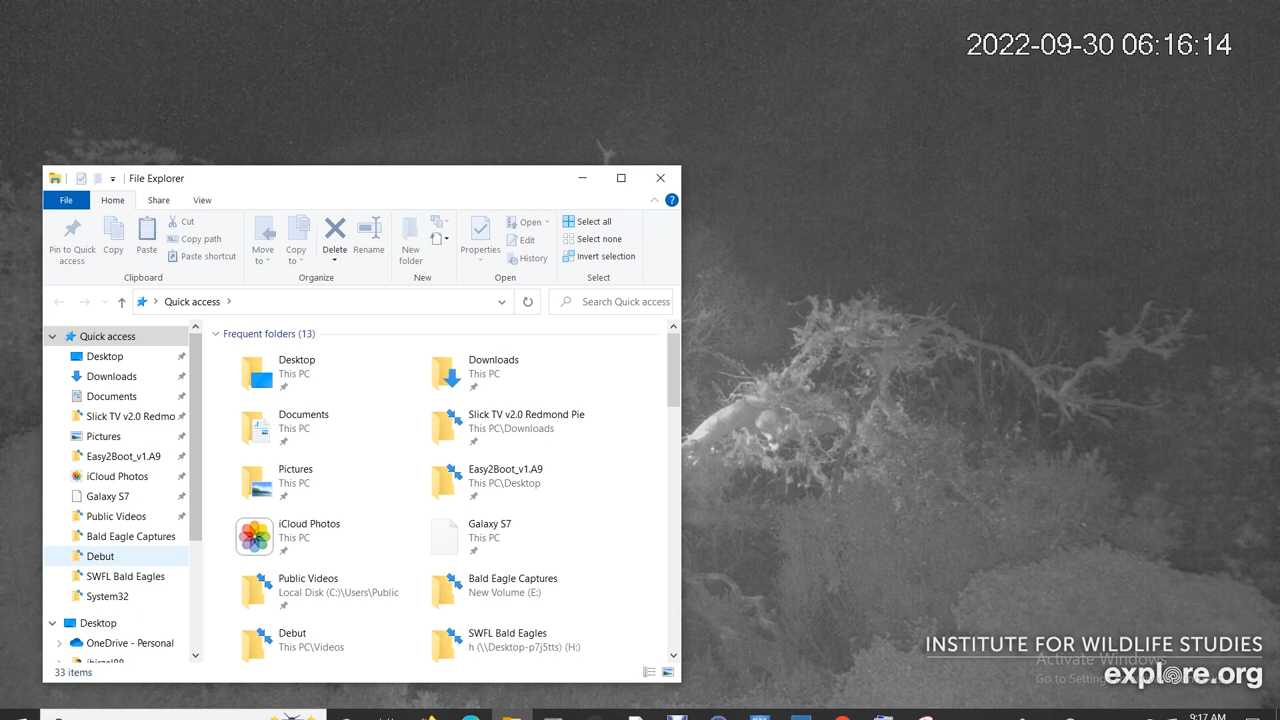 2022-09-30 06:16:14
File Explorer
File
Home
Share
View
Pin to Quick access
Copy
Paste
Cut
Copy path
Paste shortcut
Clipboard
Move to
Copy to
Delete
Rename
Organize
New folder
New
Properties
Open
Edit
History
Open
Select all
Select none
Invert selection
Select
Quick access
Search Quick access
Quick access
Desktop
Downloads
Documents
Slick TV v2.0 Redmo
Pictures
Easy2Boot_v1.A9
iCloud Photos
Galaxy S7
Public Videos
Bald Eagle Captures
Debut
SWFL Bald Eagles
System32
Desktop
OneDrive - Personal
Frequent folders (13)
Desktop
This PC
Downloads
This PC
Documents
This PC
Slick TV v2.0 Redmond Pie
This PC\Downloads
Pictures
This PC
Easy2Boot_v1.A9
This PC\Desktop
iCloud Photos
This PC
Galaxy S7
This PC
Public Videos
Local Disk (C:)\Users\Public
Bald Eagle Captures
New Volume (E:)
Debut
This PC\Videos
SWFL Bald Eagles
h (\\Desktop-p7j5tts) (H:)
33 items
INSTITUTE FOR WILDLIFE STUDIES
Activate Windows
Go to Setting
explore.org
9:17 AM